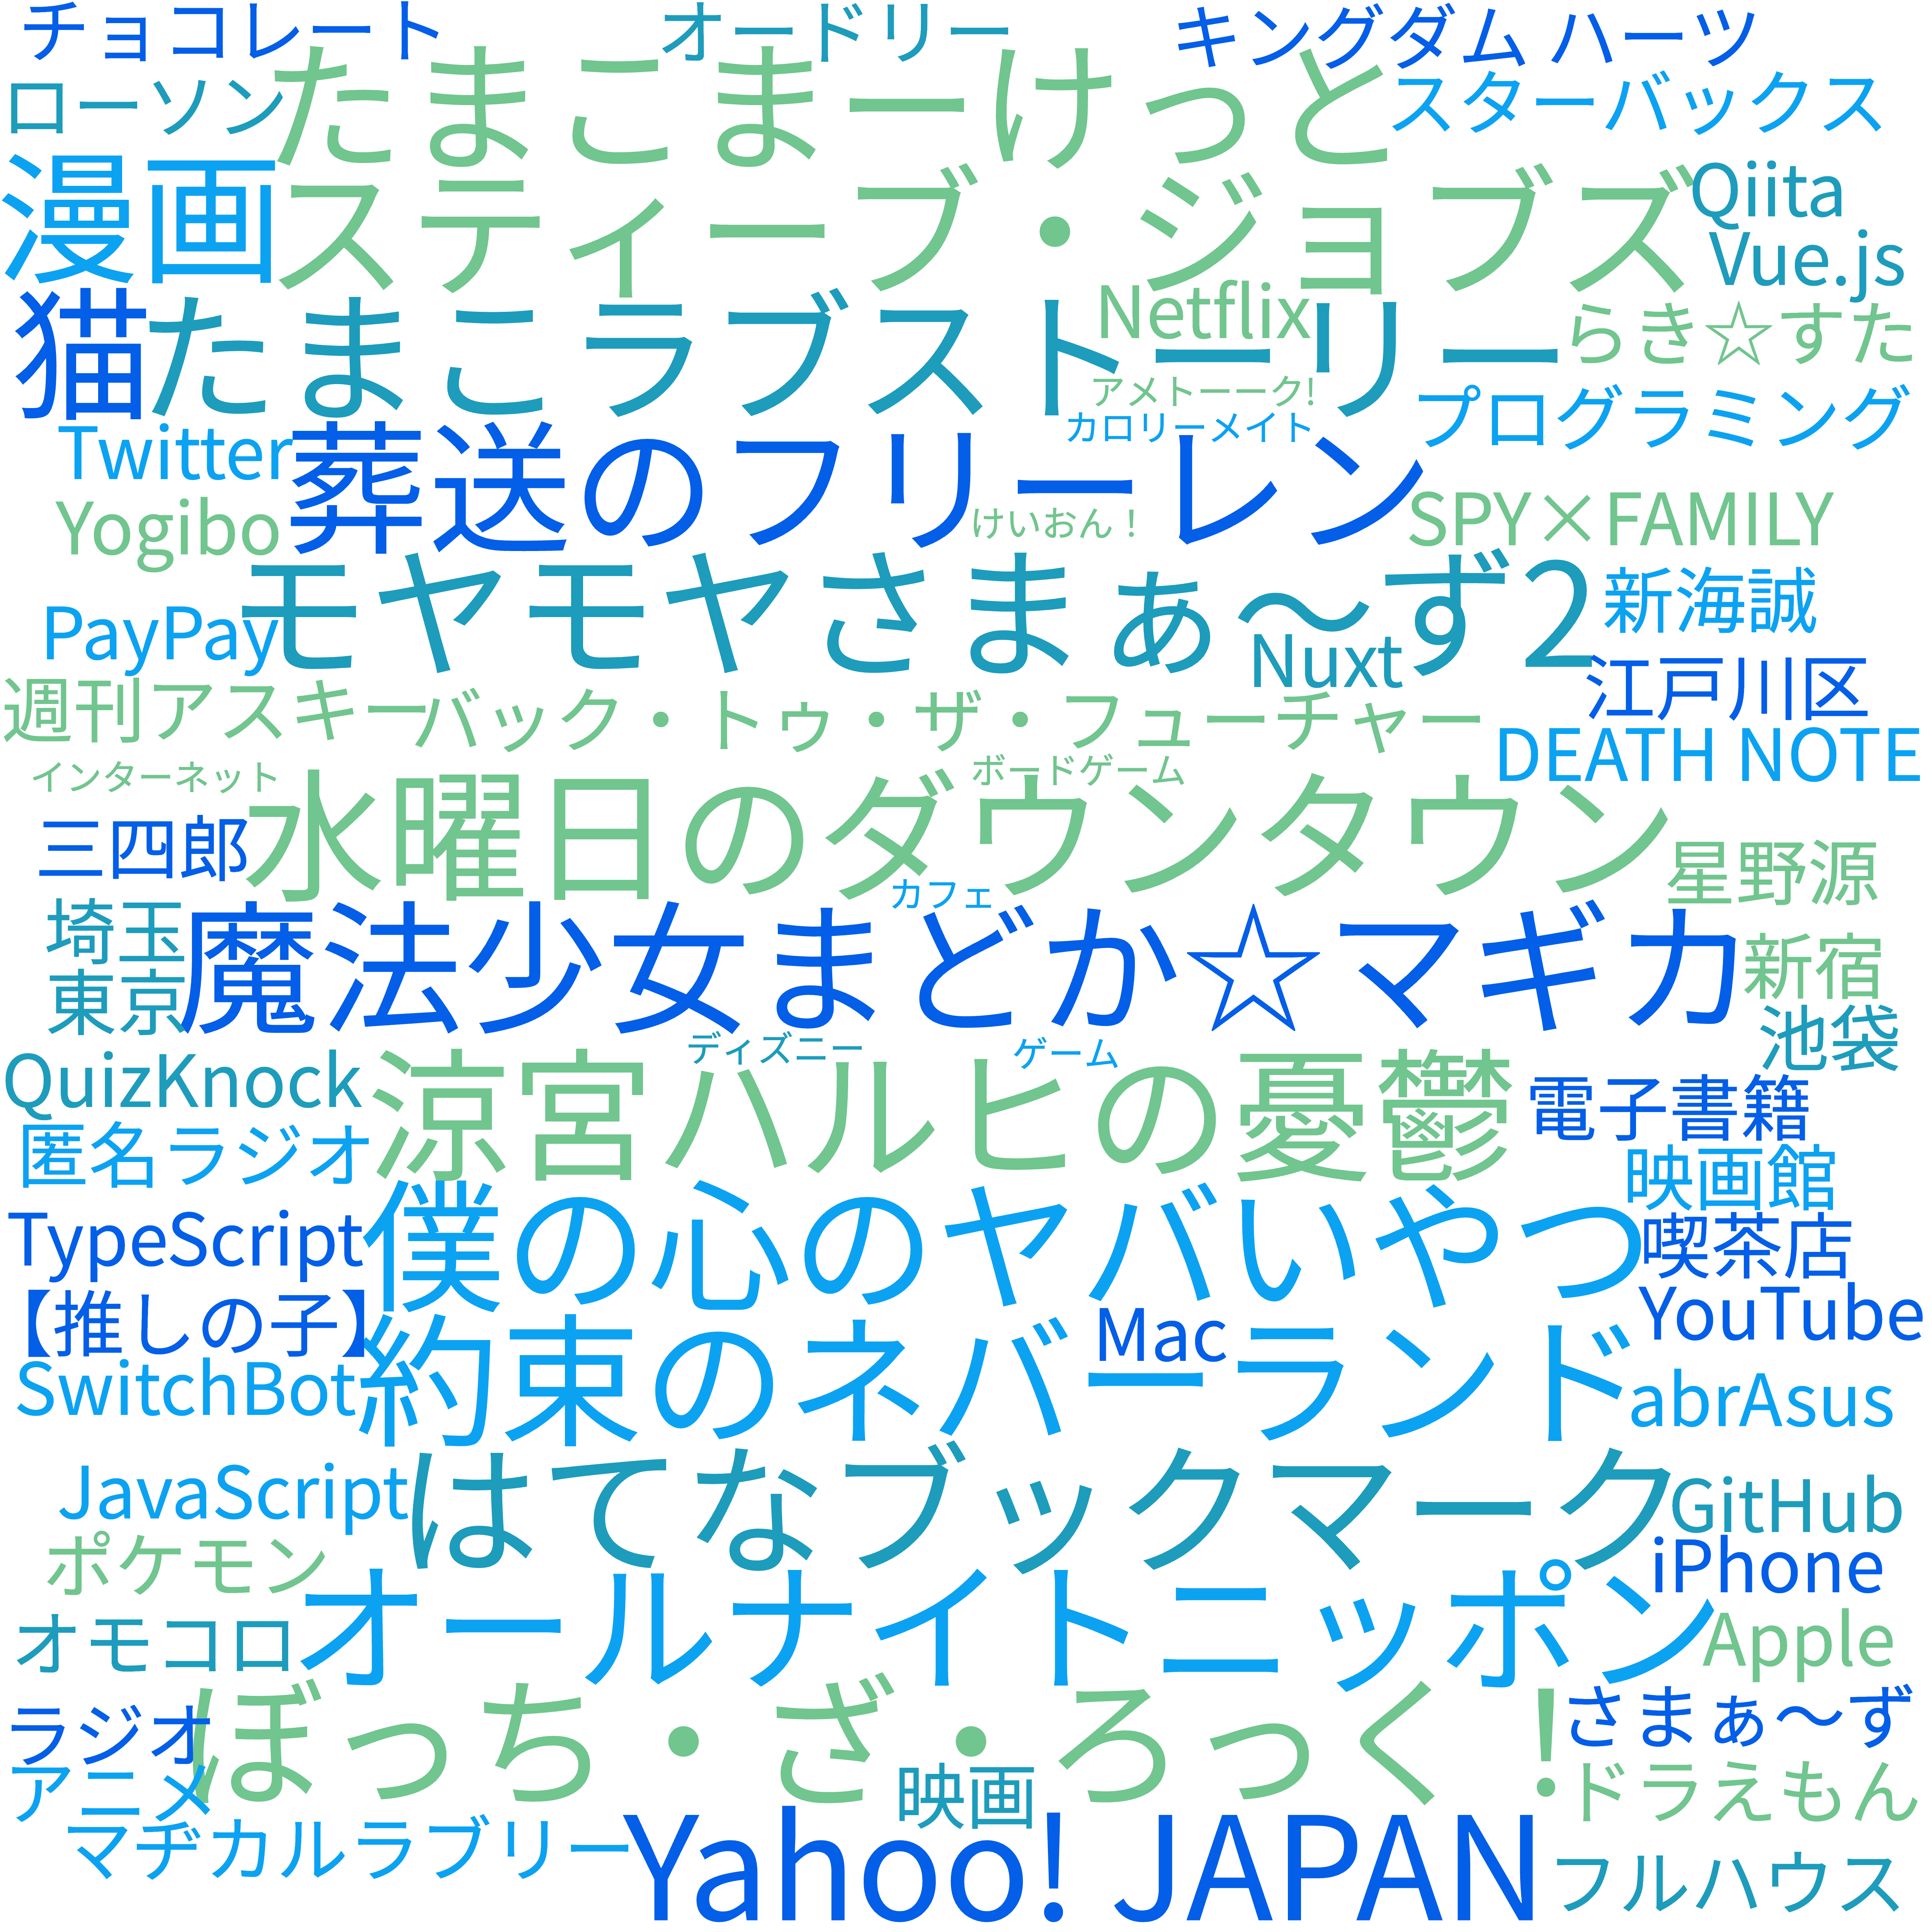 チョコレート
オードリー
キングダム ハーツ
ローソン
たまこまーけっと
スターバックス
漫画
スティーブ・ジョブズ
Qiita
Vue.js
猫
たまこラブストーリー
Netflix
らき☆すた
アメトーーク!
カロリーメイト
プログラミング
Twitter
葬送のフリーレン
Yogibo
けいおん!
SPY×FAMILY
PayPay
モヤモヤさまぁ〜ず2
新海誠
Nuxt
江戸川区
週刊アスキー
バック・トゥ・ザ・フューチャー
DEATH NOTE
インターネット
ボードゲーム
水曜日のダウンタウン
三四郎
星野源
カフェ
埼玉
魔法少女まどか☆マギカ
新宿
東京
池袋
ディズニー
ゲーム
QuizKnock
涼宮ハルヒの憂鬱
電子書籍
匿名ラジオ
映画館
TypeScript
僕の心のヤバいやつ
喫茶店
【推しの子】
YouTube
Mac
SwitchBot
約束のネバーランド
abrAsus
JavaScript
はてなブックマーク
GitHub
ポケモン
iPhone
オモコロ
オールナイトニッポン
Apple
ラジオ
ぼっち・ざ・ろっく!
さまぁ〜ず
アニメ
映画
ドラえもん
マヂカルラブリー
Yahoo! JAPAN
フルハウス